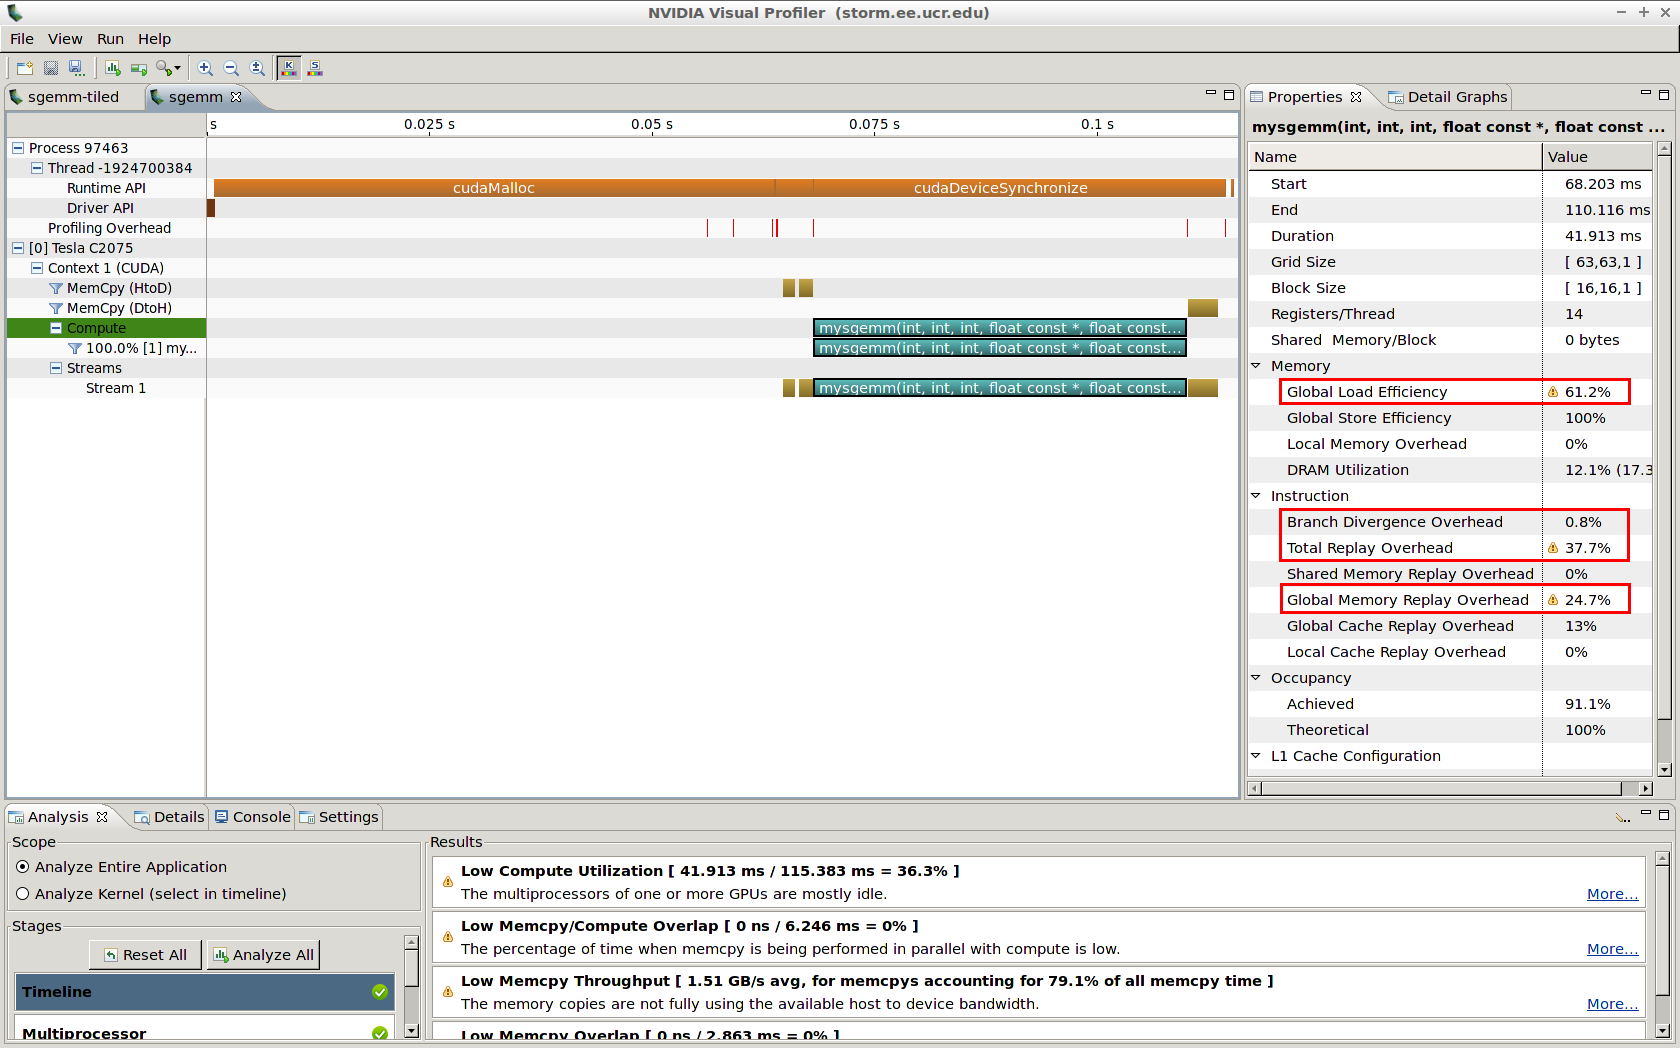 NVIDIA Visual Profiler (storm.ee.ucr.edu)
File View Run Help
sgemm-tiled
sgemm
s 0.025 s 0.05 s 0.075 s 0.1 s
Process 97463
Thread -1924700384
Runtime API
cudaMalloc cudaDeviceSynchronize
Driver API
Profiling Overhead
[0] Tesla C2075
Context 1 (CUDA)
MemCpy (HtoD)
MemCpy (DtoH)
Compute
mysgemm(int, int, int, float const *, float const...
100.0% [1] my...
mysgemm(int, int, int, float const *, float const...
Streams
Stream 1
mysgemm(int, int, int, float const *, float const...
Properties
Detail Graphs
mysgemm(int, int, int, float const *, float const ...
Name Value
Start 68.203 ms
End 110.116 ms
Duration 41.913 ms
Grid Size [ 63,63,1 ]
Block Size [ 16,16,1 ]
Registers/Thread 14
Shared Memory/Block 0 bytes
Memory
Global Load Efficiency 61.2%
Global Store Efficiency 100%
Local Memory Overhead 0%
DRAM Utilization 12.1% (17.3
Instruction
Branch Divergence Overhead 0.8%
Total Replay Overhead 37.7%
Shared Memory Replay Overhead 0%
Global Memory Replay Overhead 24.7%
Global Cache Replay Overhead 13%
Local Cache Replay Overhead 0%
Occupancy
Achieved 91.1%
Theoretical 100%
L1 Cache Configuration
Analysis
Details
Console
Settings
Scope
Analyze Entire Application
Analyze Kernel (select in timeline)
Stages
Reset All
Analyze All
Timeline
Multiprocessor
Results
Low Compute Utilization [ 41.913 ms / 115.383 ms = 36.3% ]
The multiprocessors of one or more GPUs are mostly idle.
More...
Low Memcpy/Compute Overlap [ 0 ns / 6.246 ms = 0% ]
The percentage of time when memcpy is being performed in parallel with compute is low.
More...
Low Memcpy Throughput [ 1.51 GB/s avg, for memcpys accounting for 79.1% of all memcpy time ]
The memory copies are not fully using the available host to device bandwidth.
More...
Low Memcpy Overlap [ 0 ns / 2.863 ms = 0% ]